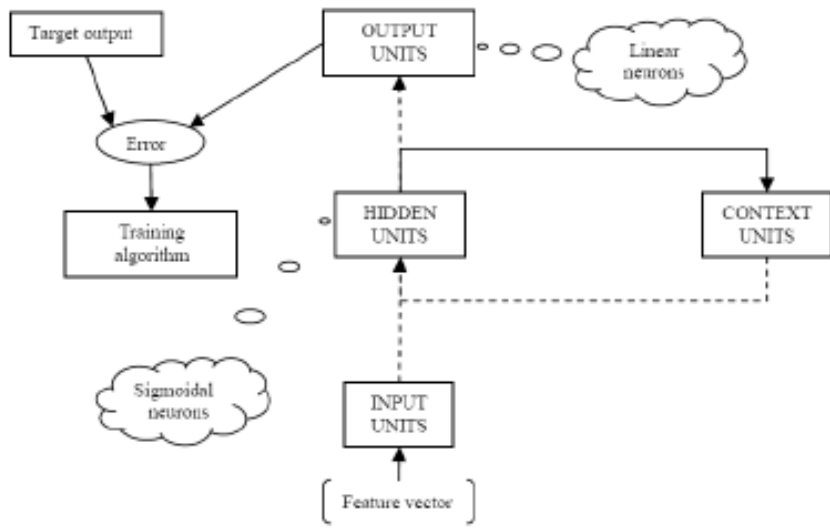 Target output
OUTPUT
UNITS
Linear
neurons
Error
Training
algorithm
HIDDEN
UNITS
CONTEXT
UNITS
Sigmoidal
neurons
INPUT
UNITS
Feature vector